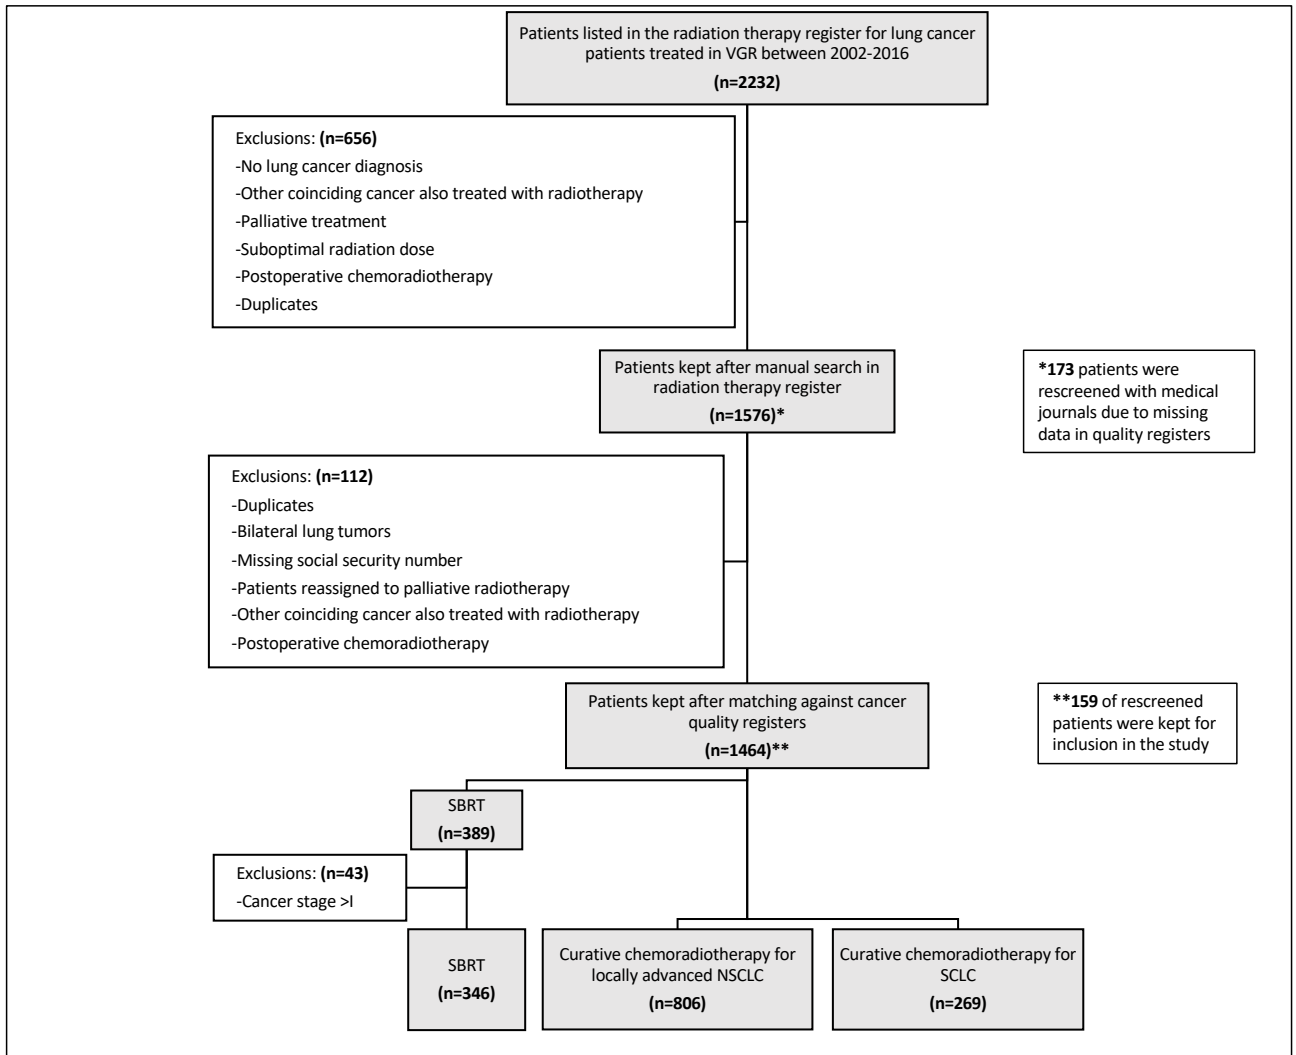 Patients listed in the radiation therapy register for lung cancer
patients treated in VGR between 2002-2016
(n=2232)
Exclusions: (n=656)
-No lung cancer diagnosis
-Other coinciding cancer also treated with radiotherapy
-Palliative treatment
-Suboptimal radiation dose
-Postoperative chemoradiotherapy
-Duplicates
Patients kept after manual search in
radiation therapy register
(n=1576)*
*173 patients were
rescreened with medical
journals due to missing
data in quality registers
Exclusions: (n=112)
-Duplicates
-Bilateral lung tumors
-Missing social security number
-Patients reassigned to palliative radiotherapy
-Other coinciding cancer also treated with radiotherapy
-Postoperative chemoradiotherapy
Patients kept after matching against cancer
quality registers
(n=1464)**
**159 of rescreened
patients were kept for
inclusion in the study
SBRT
(n=389)
Exclusions: (n=43)
-Cancer stage >I
SBRT
(n=346)
Curative chemoradiotherapy for
locally advanced NSCLC
(n=806)
Curative chemoradiotherapy for
SCLC
(n=269)